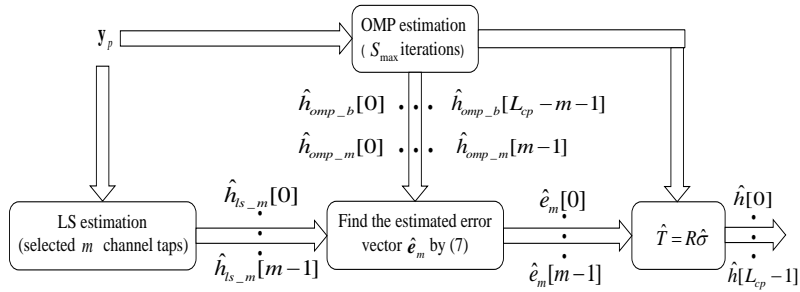 y_p
OMP estimation
( S_max iterations)
ĥ_omp_b[0] • • • ĥ_omp_b[L_cp − m − 1]
ĥ_omp_m[0] • • • ĥ_omp_m[m − 1]
LS estimation
(selected m channel taps)
ĥ_ls_m[0]
ĥ_ls_m[m − 1]
Find the estimated error
vector ê_m by (7)
ê_m[0]
ê_m[m − 1]
T̂ = Rσ̂
ĥ[0]
ĥ[L_cp − 1]